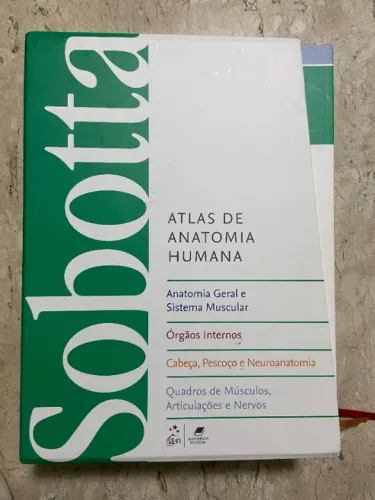 Sobotta
ATLAS DE
ANATOMIA
HUMANA
Anatomia Geral e
Sistema Muscular
Órgãos Internos
Cabeça, Pescoço e Neuroanatomia
Quadros de Músculos,
Articulações e Nervos